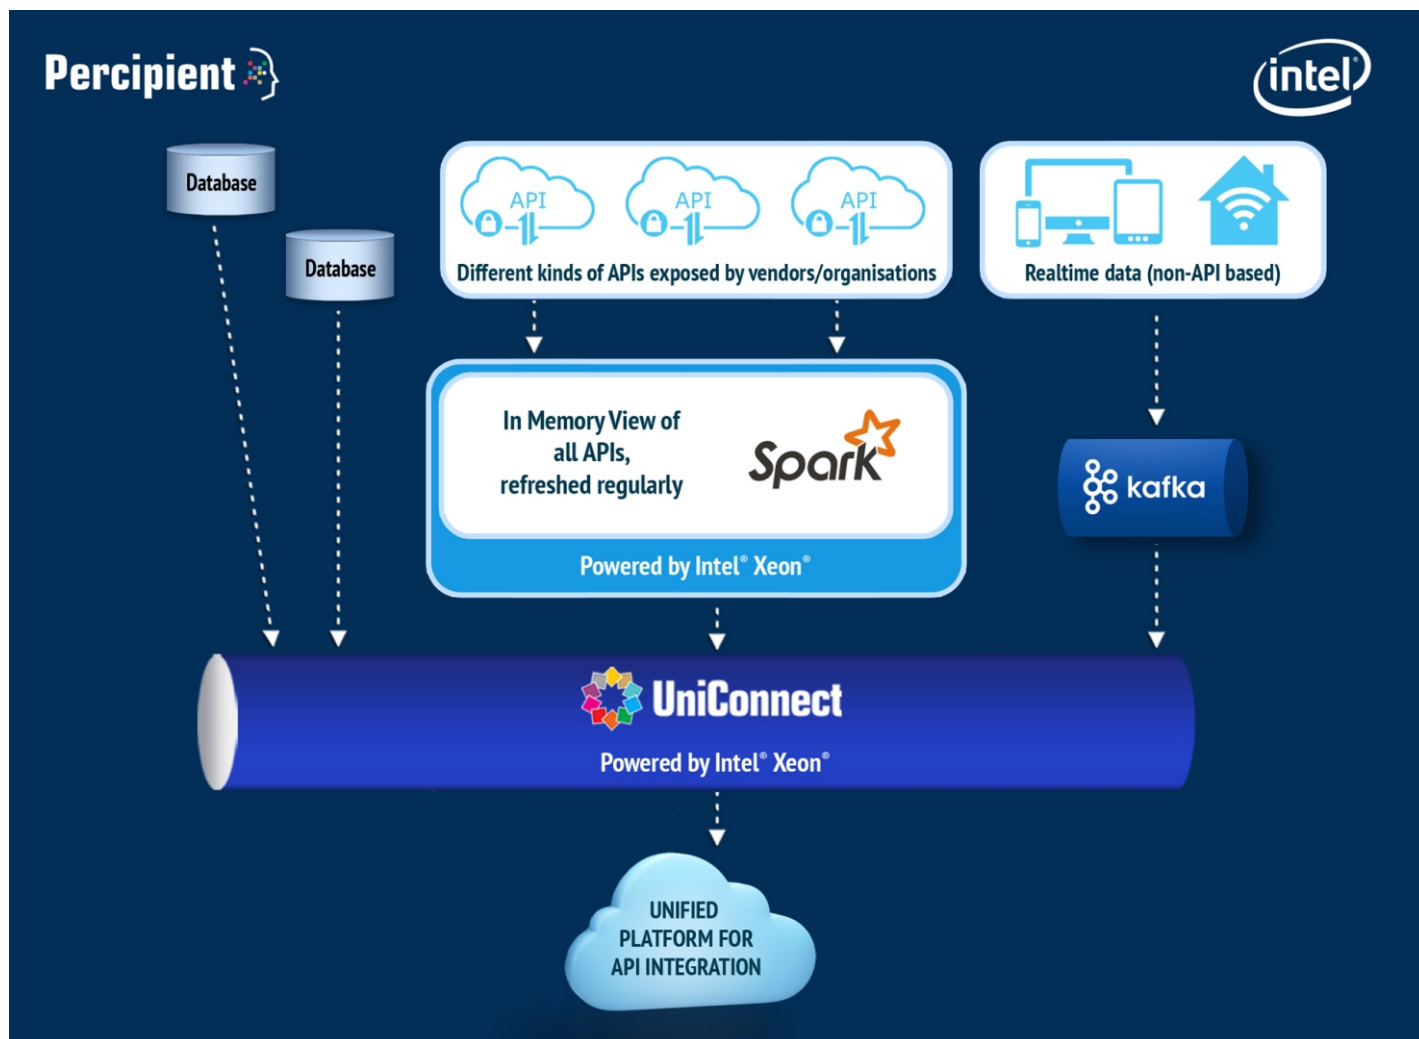 Percipient
intel
Database
Database
API
API
API
Different kinds of APIs exposed by vendors/organisations
Realtime data (non-API based)
In Memory View of
all APIs,
refreshed regularly
Spark
Powered by Intel® Xeon®
kafka
UniConnect
Powered by Intel® Xeon®
UNIFIED
PLATFORM FOR
API INTEGRATION